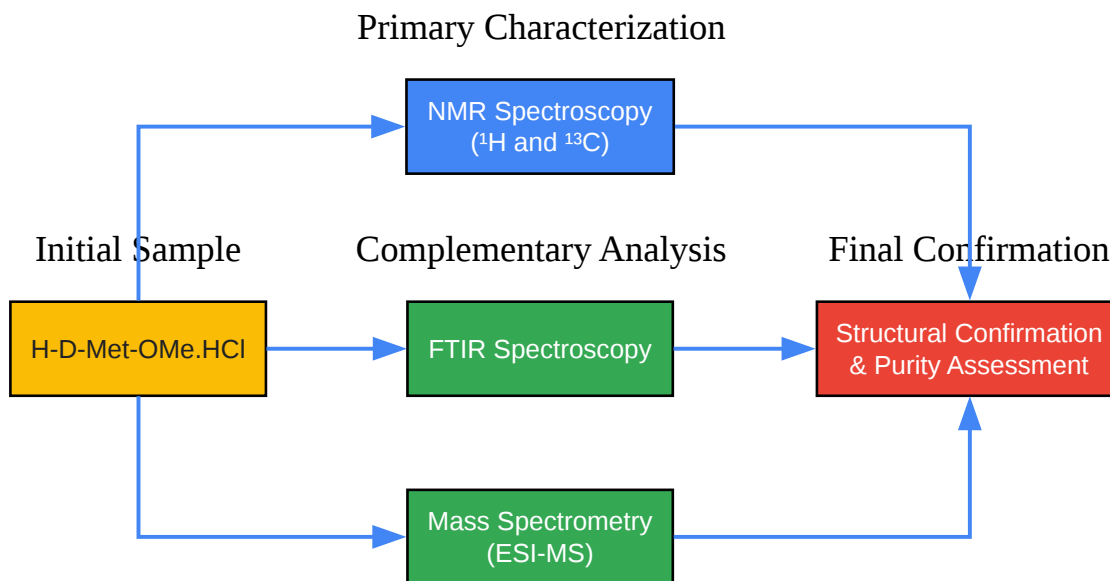 Primary Characterization
NMR Spectroscopy
(¹H and ¹³C)
Initial Sample
Complementary Analysis
Final Confirmation
H-D-Met-OMe.HCl
FTIR Spectroscopy
Structural Confirmation
& Purity Assessment
Mass Spectrometry
(ESI-MS)